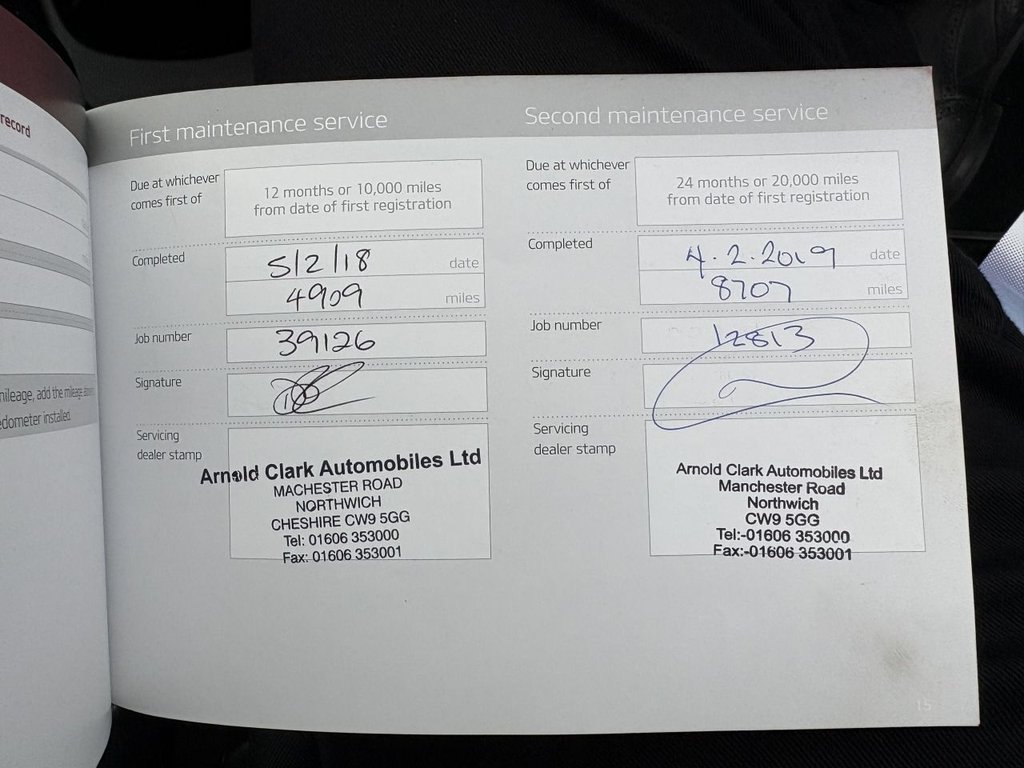 record
mileage, add the mileage
edometer installed
First maintenance service
Due at whichever
comes first of
12 months or 10,000 miles
from date of first registration
Completed
5/2/18 date
4909 miles
Job number
39126
Signature
Servicing
dealer stamp
Arnold Clark Automobiles Ltd
MACHESTER ROAD
NORTHWICH
CHESHIRE CW9 5GG
Tel: 01606 353000
Fax: 01606 353001
Second maintenance service
Due at whichever
comes first of
24 months or 20,000 miles
from date of first registration
Completed
4.2.2019 date
8707 miles
Job number
12813
Signature
Servicing
dealer stamp
Arnold Clark Automobiles Ltd
Manchester Road
Northwich
CW9 5GG
Tel:-01606 353000
Fax:-01606 353001
15